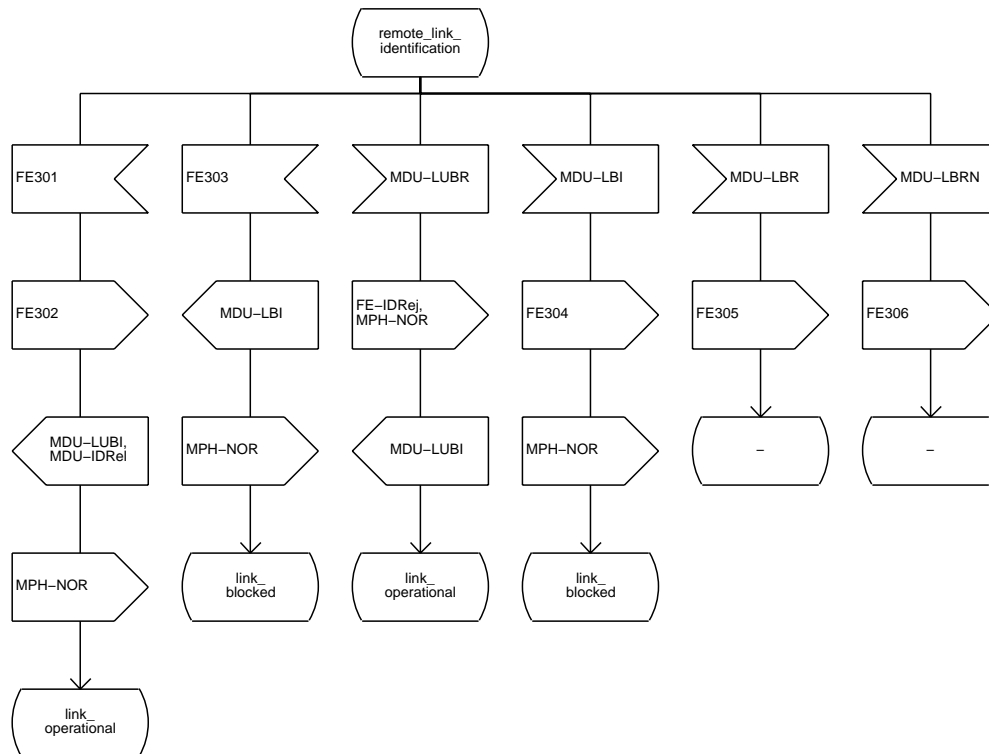 remote_link_
identification
FE301
FE303
MDU−LUBR
MDU−LBI
MDU−LBR
MDU−LBRN
FE302
MDU−LBI
FE−IDRej,
MPH−NOR
FE304
FE305
FE306
MDU−LUBI,
MDU−IDRel
MPH−NOR
MDU−LUBI
MPH−NOR
−
−
MPH−NOR
link_
blocked
link_
operational
link_
blocked
link_
operational